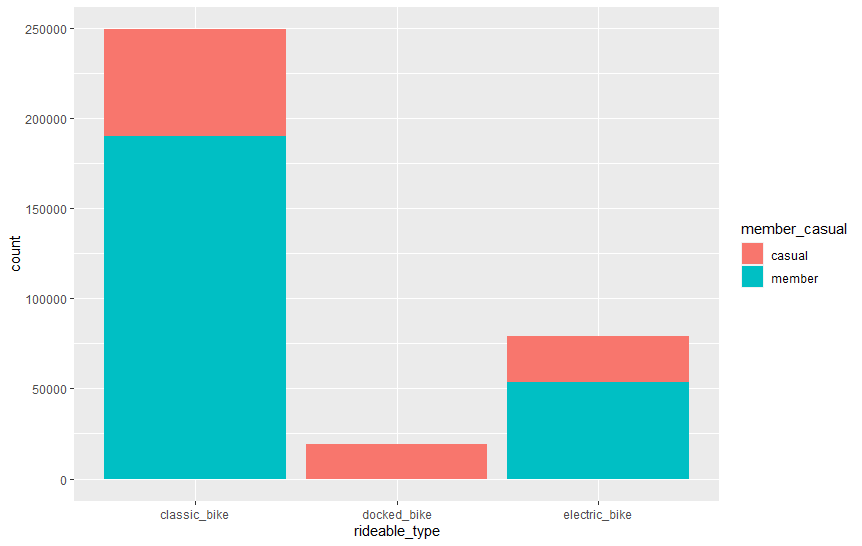 250000
200000
150000
100000
50000
0
count
classic_bike docked_bike electric_bike
rideable_type
member_casual
casual
member